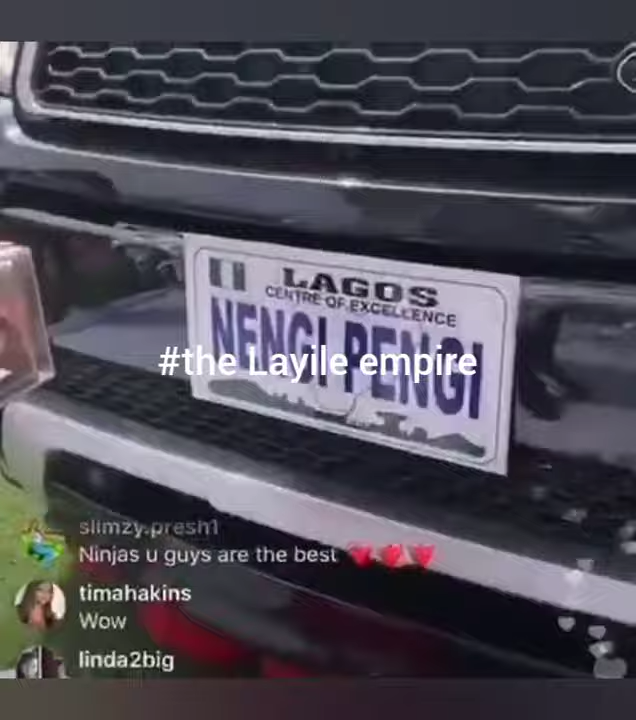 LAGOS
CENTRE OF EXCELLENCE
NENGI PENGI
#the Layile empire
slimzy.presh1
Ninjas u guys are the best ❤️❤️❤️
timahakins
Wow
linda2big